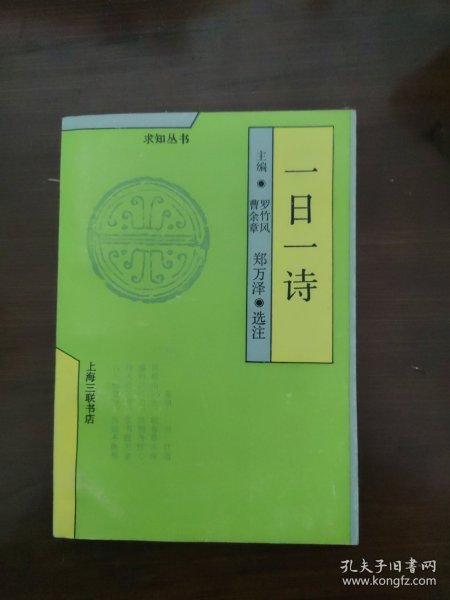 求知丛书
一日一诗
主编
罗竹风
曹余章
郑万泽 选注
上海三联书店
孔夫子旧书网
www.kongfz.com